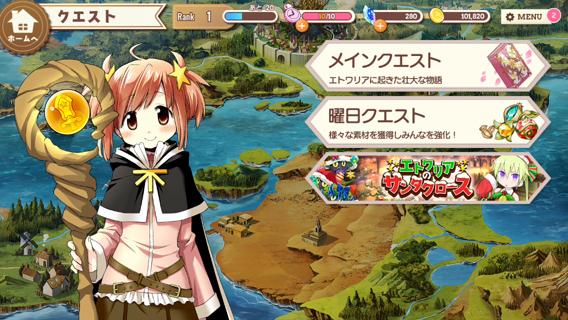 クエスト
ホームへ
Rank 1
あと 20
10/10
280
101,820
MENU
2
メインクエスト
エトワリアに起きた壮大な物語
曜日クエスト
様々な素材を獲得しみんなを強化！
エトワリア
の
サンタクロース